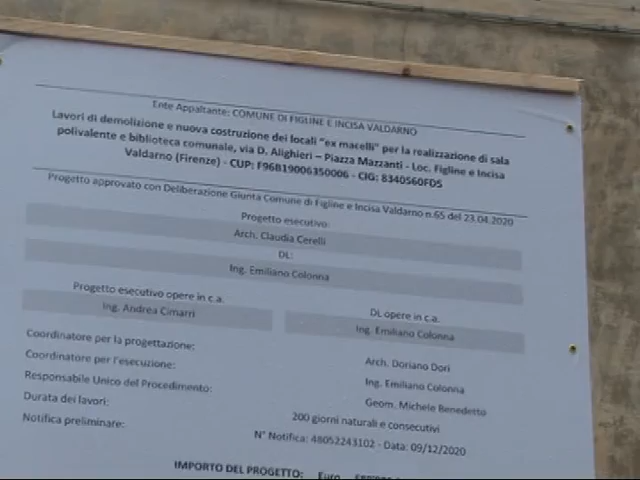 Ente Appaltante: COMUNE DI FIGLINE E INCISA VALDARNO
Lavori di demolizione e nuova costruzione dei locali "ex macelli" per la realizzazione di sala
polivalente e biblioteca comunale, via D. Alighieri – Piazza Mazzanti - Loc. Figline e Incisa
Valdarno (Firenze) - CUP: F96B19006350006 - CIG: 8340560FD5
Progetto approvato con Deliberazione Giunta Comune di Figline e Incisa Valdarno n.65 del 23.04.2020
Progetto esecutivo:
Arch. Claudia Cerelli
DL:
Ing. Emiliano Colonna
Progetto esecutivo opere in c.a. DL opere in c.a.
Ing. Andrea Cimarri Ing. Emiliano Colonna
Coordinatore per la progettazione: Arch. Doriano Dori
Coordinatore per l'esecuzione: Ing. Emiliano Colonna
Responsabile Unico del Procedimento: Geom. Michele Benedetto
Durata dei lavori: 200 giorni naturali e consecutivi
Notifica preliminare: N° Notifica: 48052243102 - Data: 09/12/2020
IMPORTO DEL PROGETTO: Euro